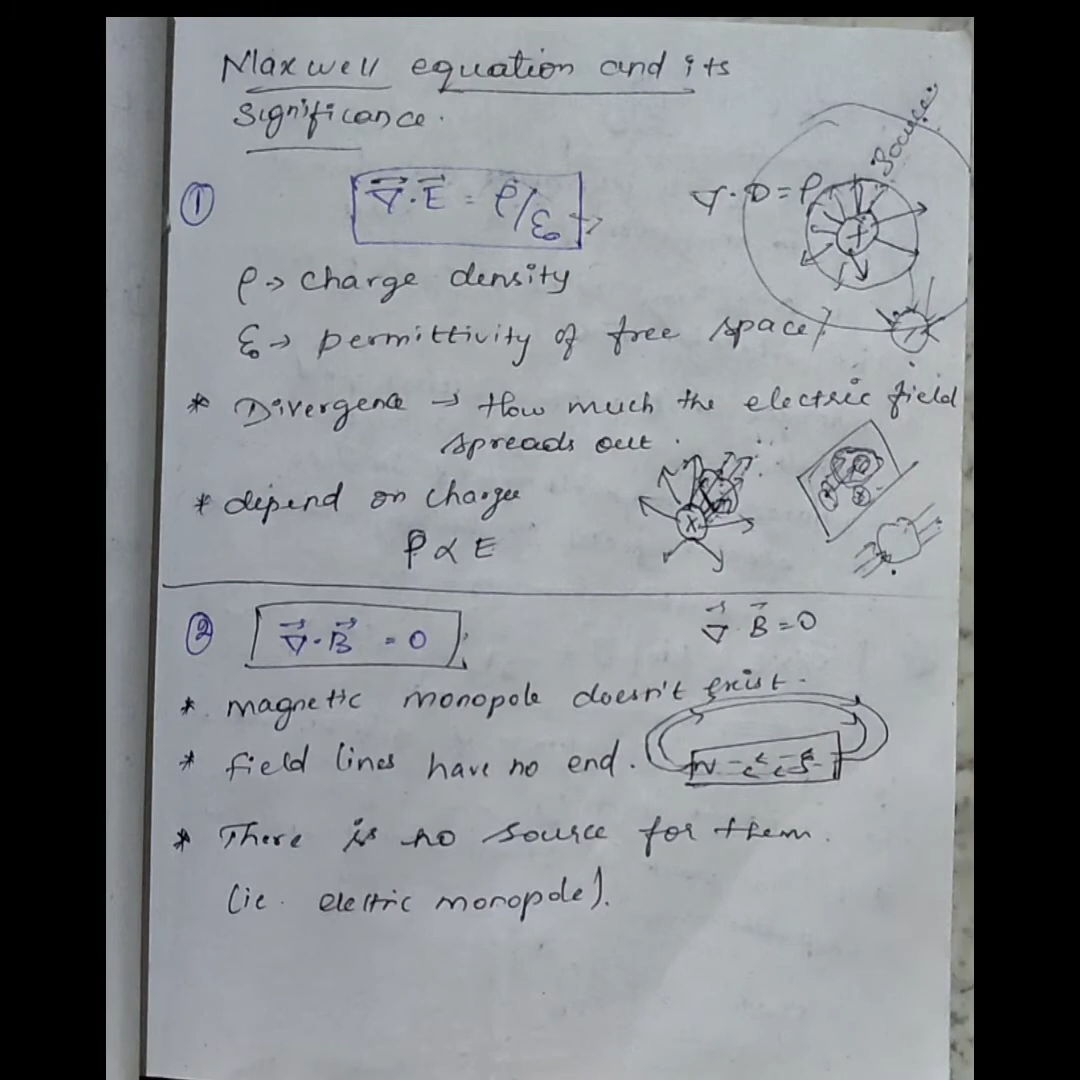 Maxwell equation and its
significance.
Source.
① ∇⃗·E⃗ = ρ/ε₀
∇·D = ρ
ρ → charge density
ε₀ → permittivity of free space
* Divergence → How much the electric field
spreads out.
* depend on charge
ρ ∝ E
② ∇⃗·B⃗ = 0
∇⃗·B⃗ = 0
* magnetic monopole doesn't exist.
* field lines have no end.
N S
* There is no source for them.
(ie. electric monopole).